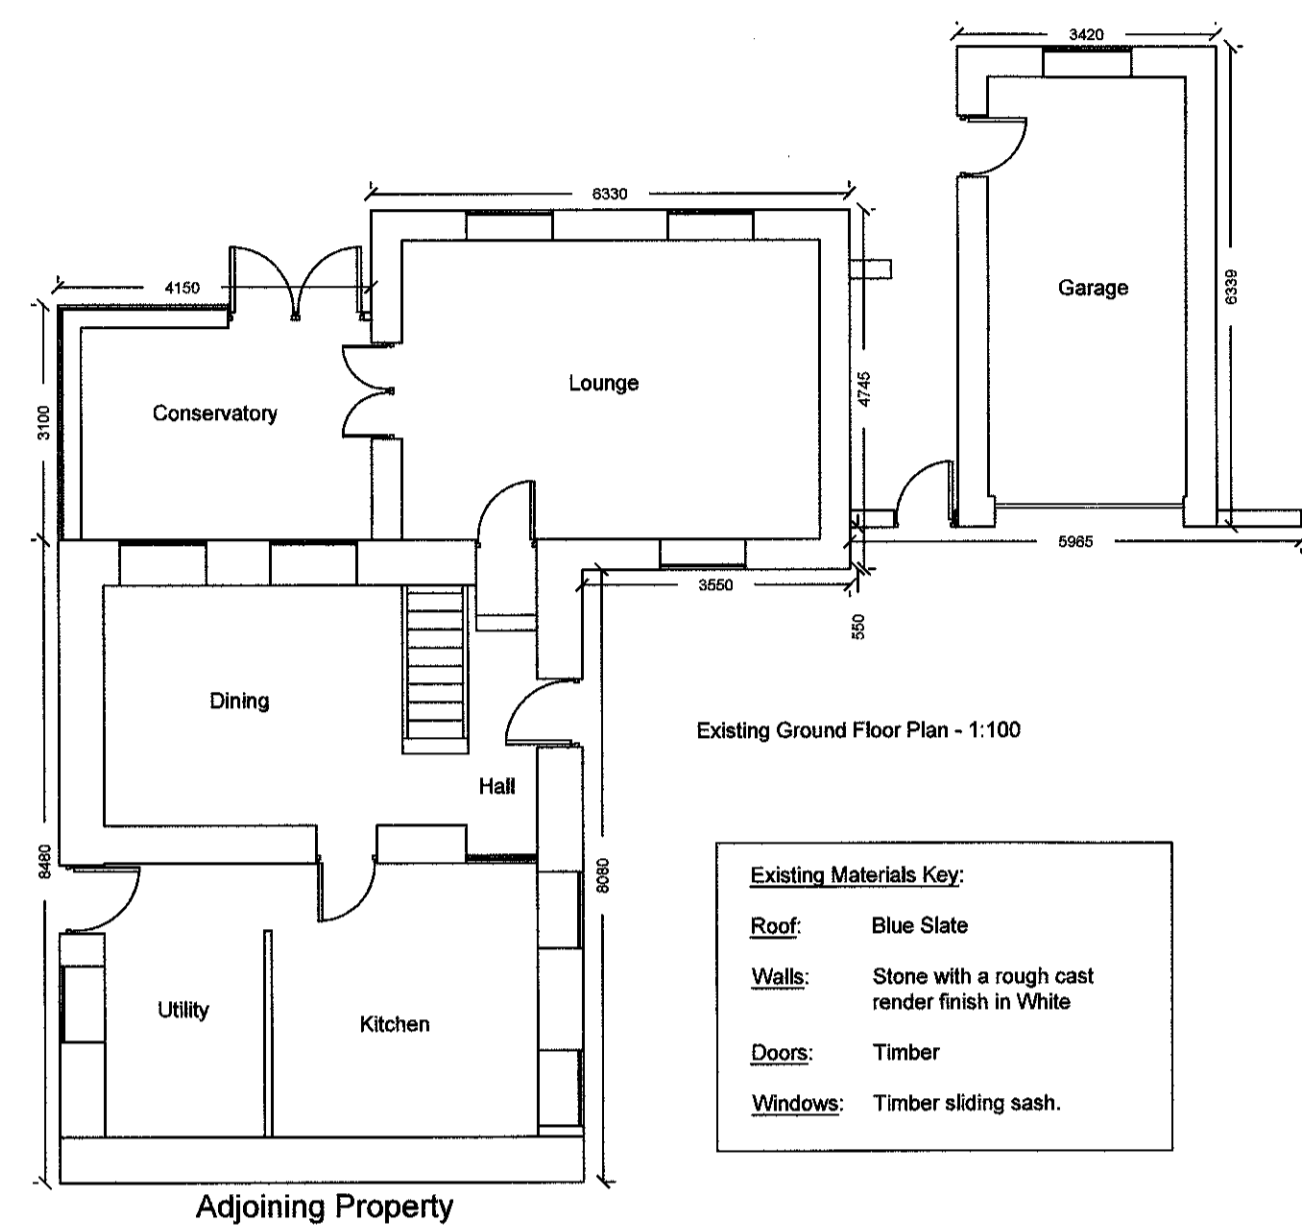 3420
6330
4150
Garage
6339
Lounge
4745
Conservatory
3100
5965
3550
550
Dining
Existing Ground Floor Plan - 1:100
Hall
8480
8080
Existing Materials Key:
Roof: Blue Slate
Walls: Stone with a rough cast
render finish in White
Utility
Kitchen
Doors: Timber
Windows: Timber sliding sash.
Adjoining Property